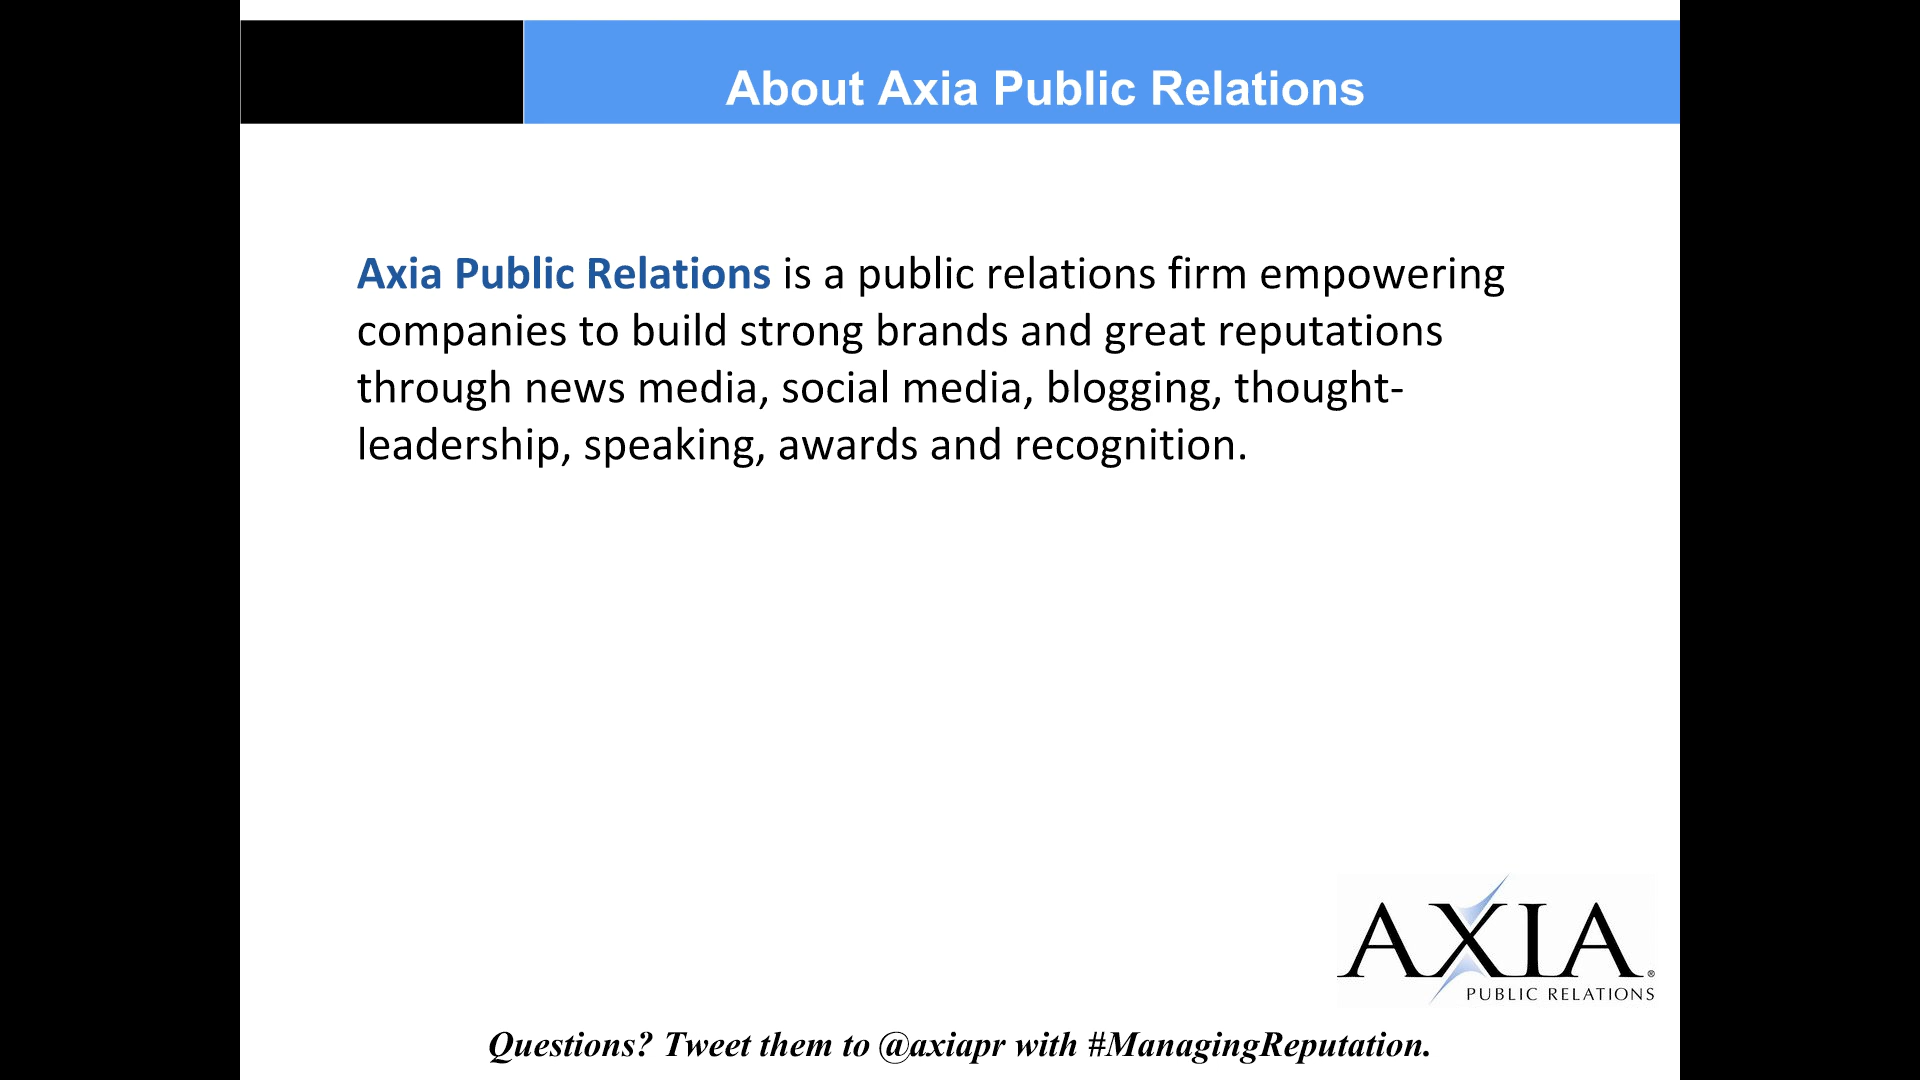 About Axia Public Relations
Axia Public Relations is a public relations firm empowering
companies to build strong brands and great reputations
through news media, social media, blogging, thought-
leadership, speaking, awards and recognition.
AXIA®
PUBLIC RELATIONS
Questions? Tweet them to @axiapr with #ManagingReputation.